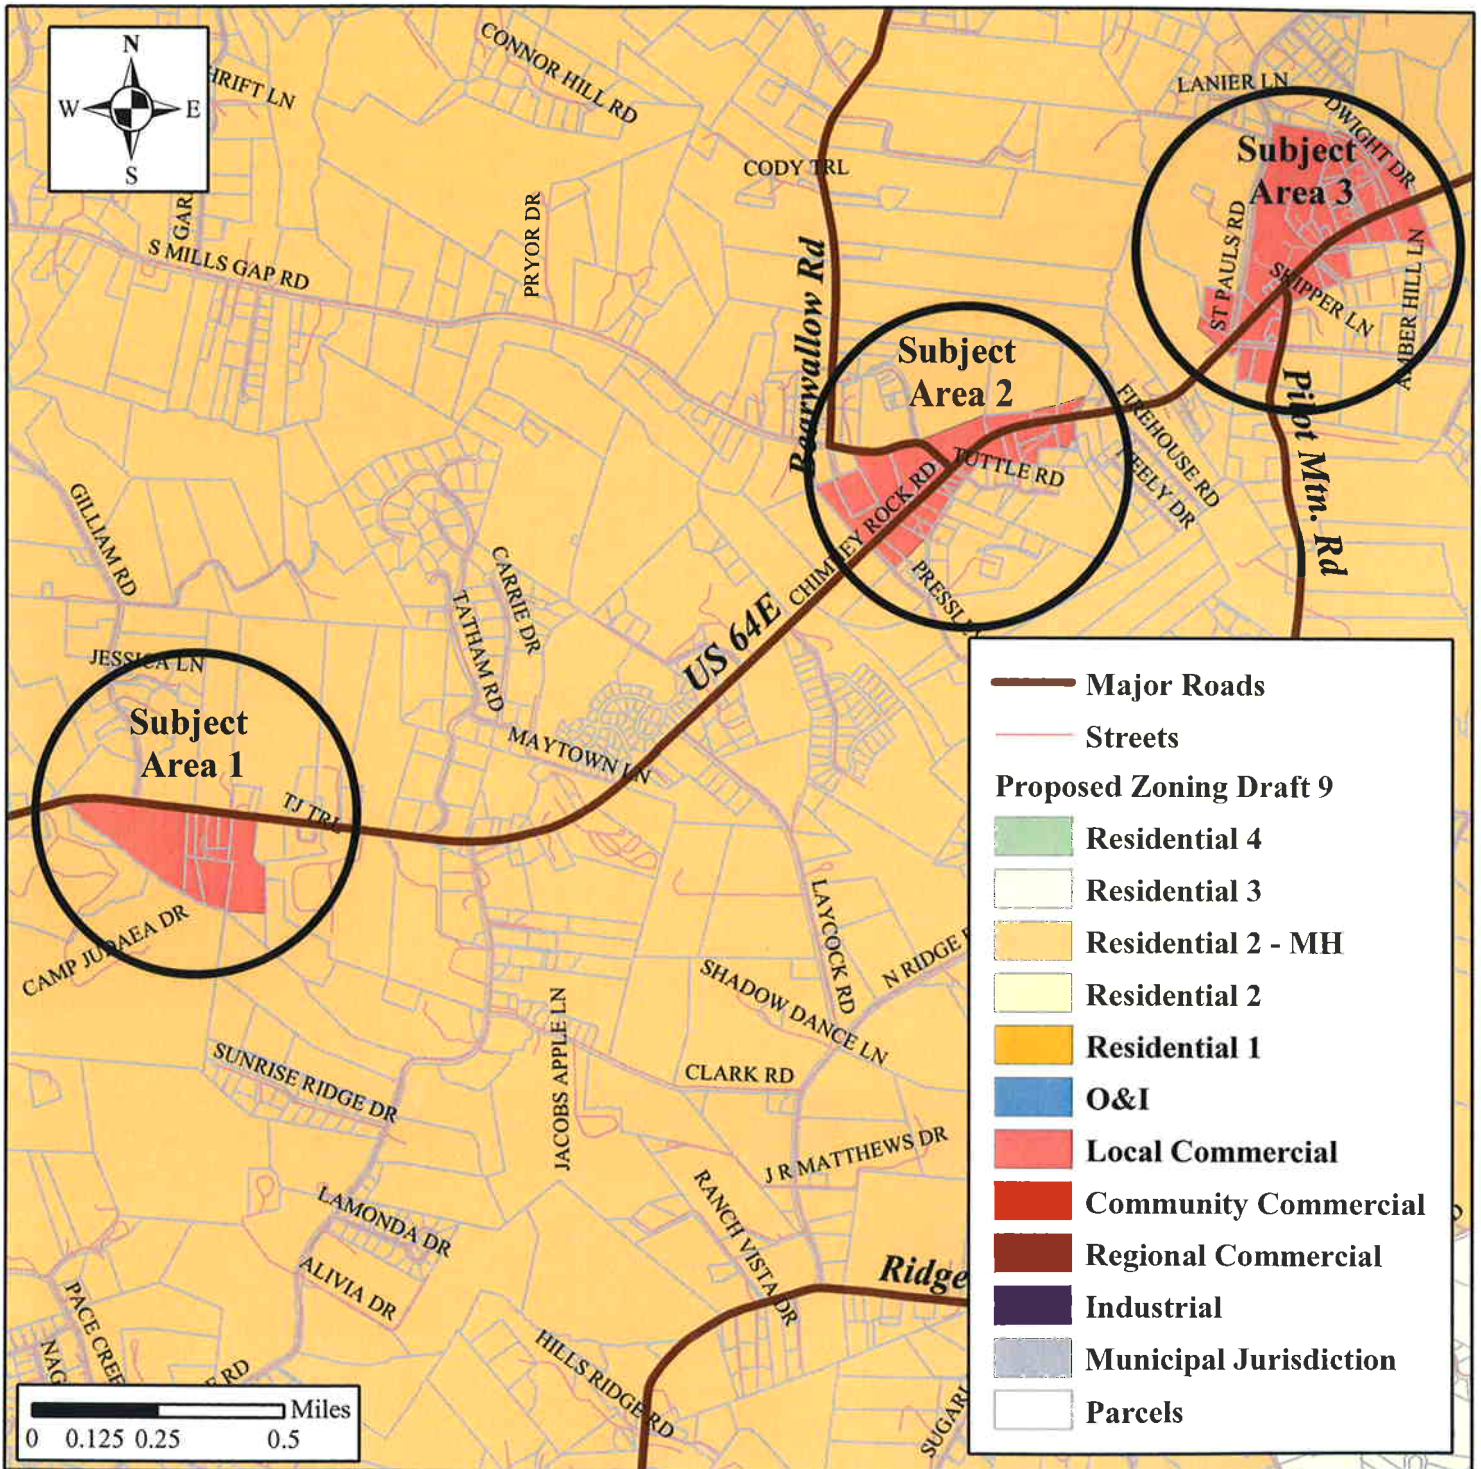 N
W
E
S
HRIFT LN
CONNOR HILL RD
LANIER LN
DWIGHT DR
Subject
Area 3
CODY TRL
GAR
PRYOR DR
S MILLS GAP RD
Bearwallow Rd
ST PAULS RD
SKIPPER LN
AMBER HILL LN
Subject
Area 2
Pilot Mtn. Rd
FIREHOUSE RD
FEELY DR
TUTTLE RD
CHIMNEY ROCK RD
PRESSL
GILLIAM RD
CARRIE DR
TATHAM RD
US 64E
JESSICA LN
Subject
Area 1
MAYTOWN LN
TJ TRL
CAMP JUDAEA DR
LAYCOCK RD
N RIDGE
SHADOW DANCE LN
JACOBS APPLE LN
CLARK RD
SUNRISE RIDGE DR
J R MATTHEWS DR
RANCH VISTA DR
LAMONDA DR
ALIVIA DR
Ridge
PACE CREE
NAG
E RD
HILLS RIDGE RD
SUGAR
Major Roads
Streets
Proposed Zoning Draft 9
Residential 4
Residential 3
Residential 2 - MH
Residential 2
Residential 1
O&I
Local Commercial
Community Commercial
Regional Commercial
Industrial
Municipal Jurisdiction
Parcels
Miles
0 0.125 0.25 0.5